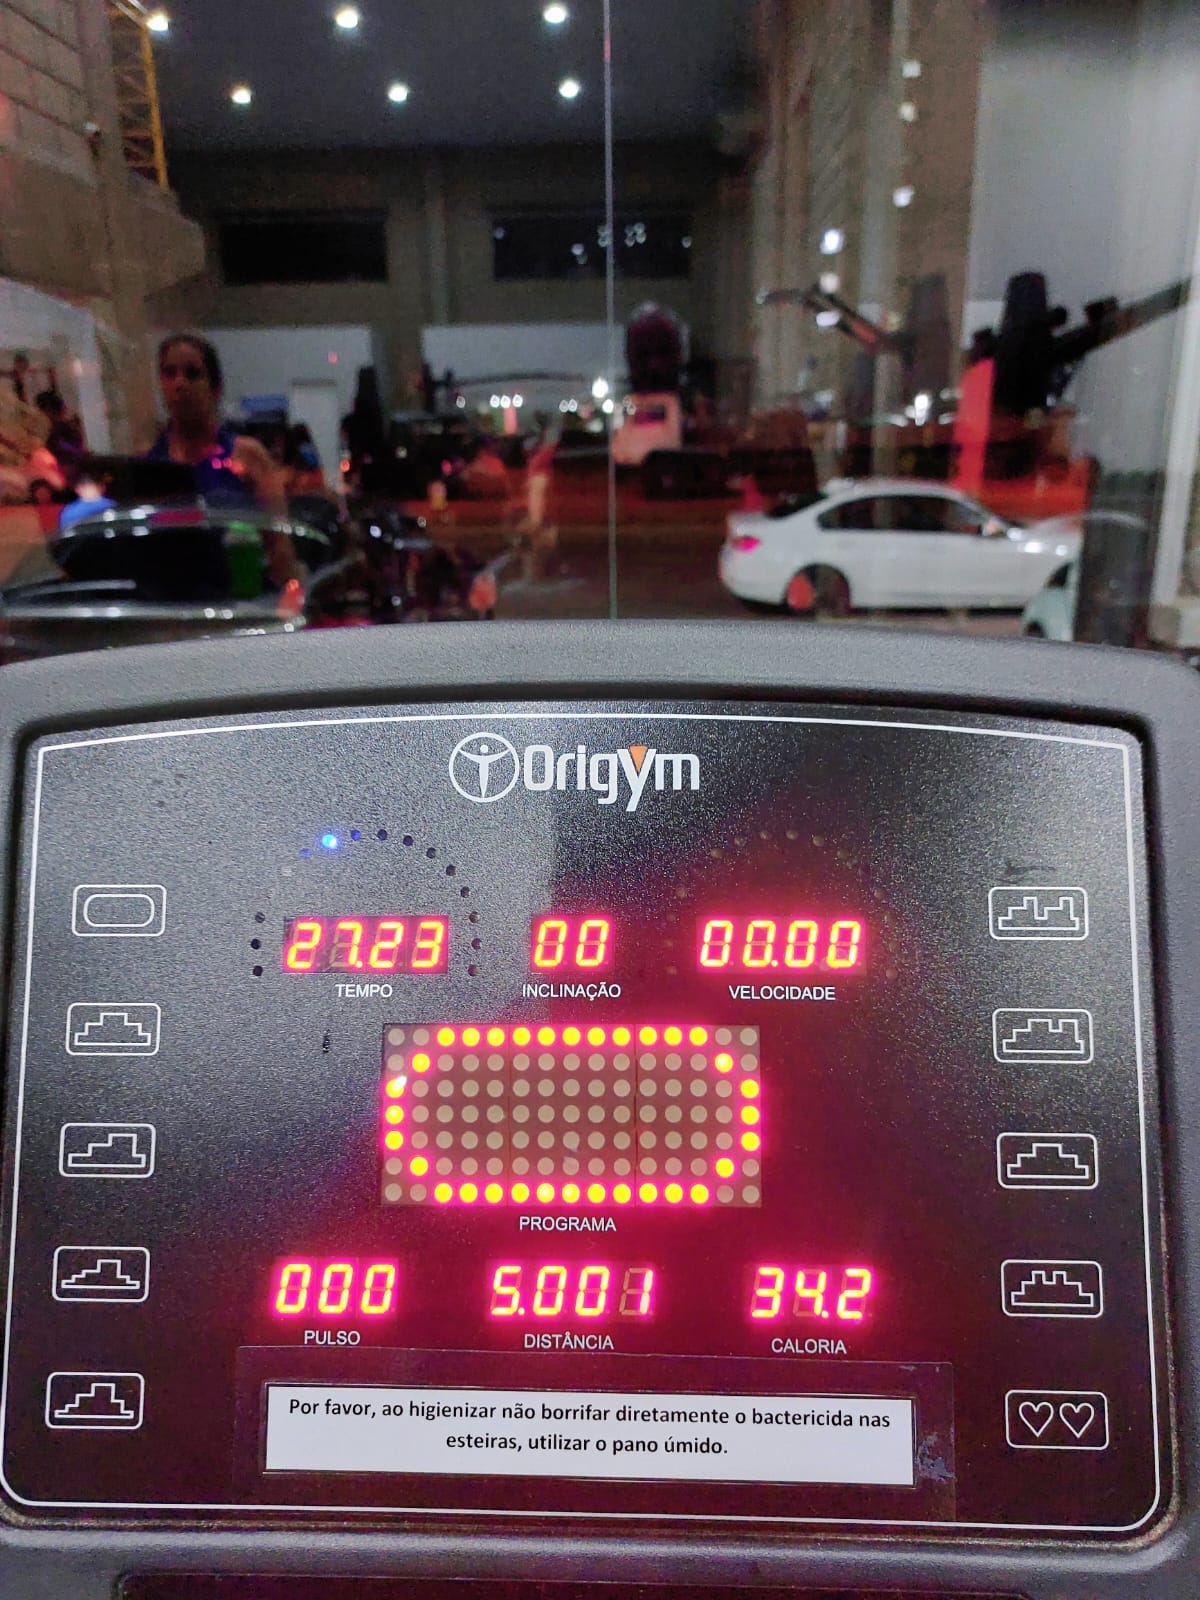 Origym
27.23 00 00.00
TEMPO INCLINAÇÃO VELOCIDADE
PROGRAMA
000 5.001 34.2
PULSO DISTÂNCIA CALORIA
Por favor, ao higienizar não borrifar diretamente o bactericida nas
esteiras, utilizar o pano úmido.